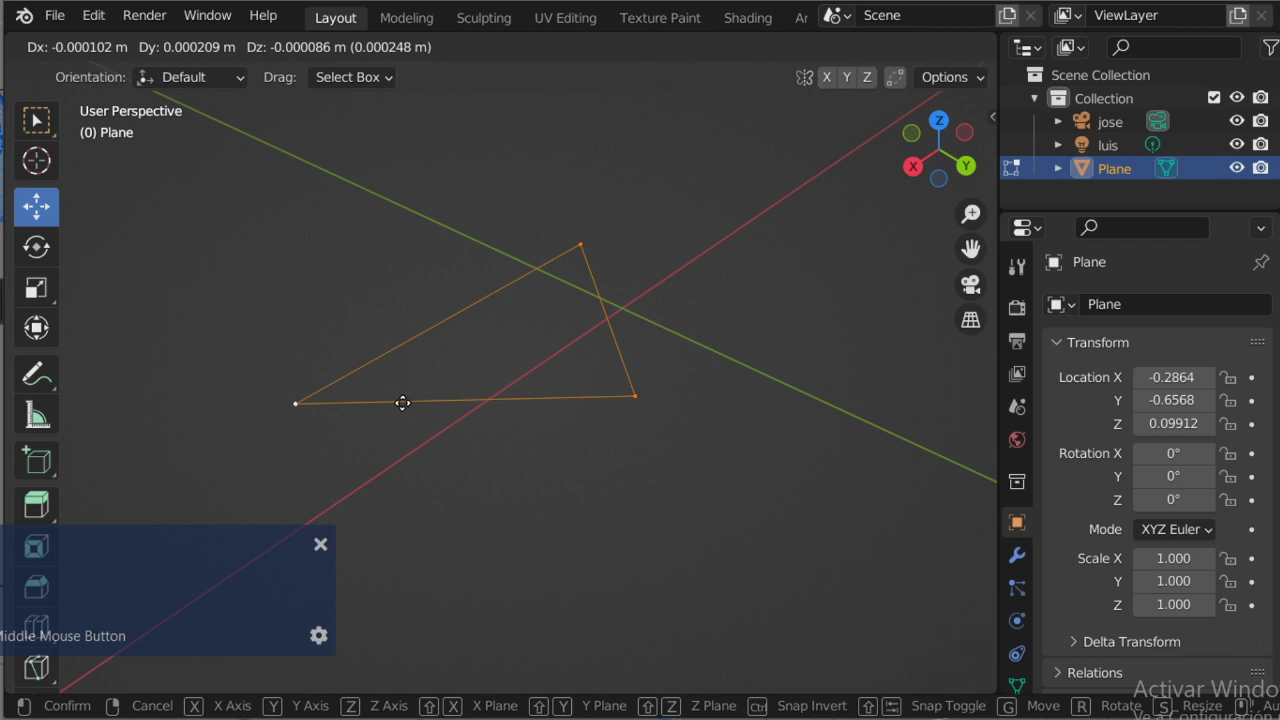 File Edit Render Window Help Layout Modeling Sculpting UV Editing Texture Paint Shading Ar Scene ViewLayer
Dx: -0.000102 m Dy: 0.000209 m Dz: -0.000086 m (0.000248 m)
Orientation: Default Drag: Select Box X Y Z Options
User Perspective
(0) Plane
Z
X
Y
Middle Mouse Button
Scene Collection
Collection
jose
luis
Plane
Plane
Plane
Transform
Location X -0.2864
Y -0.6568
Z 0.09912
Rotation X 0°
Y 0°
Z 0°
Mode XYZ Euler
Scale X 1.000
Y 1.000
Z 1.000
Delta Transform
Relations
Activar Windo
Confirm Cancel X X Axis Y Y Axis Z Z Axis X X Plane Y Y Plane Z Z Plane Ctrl Snap Invert Snap Toggle G Move R Rotate S Resize Au